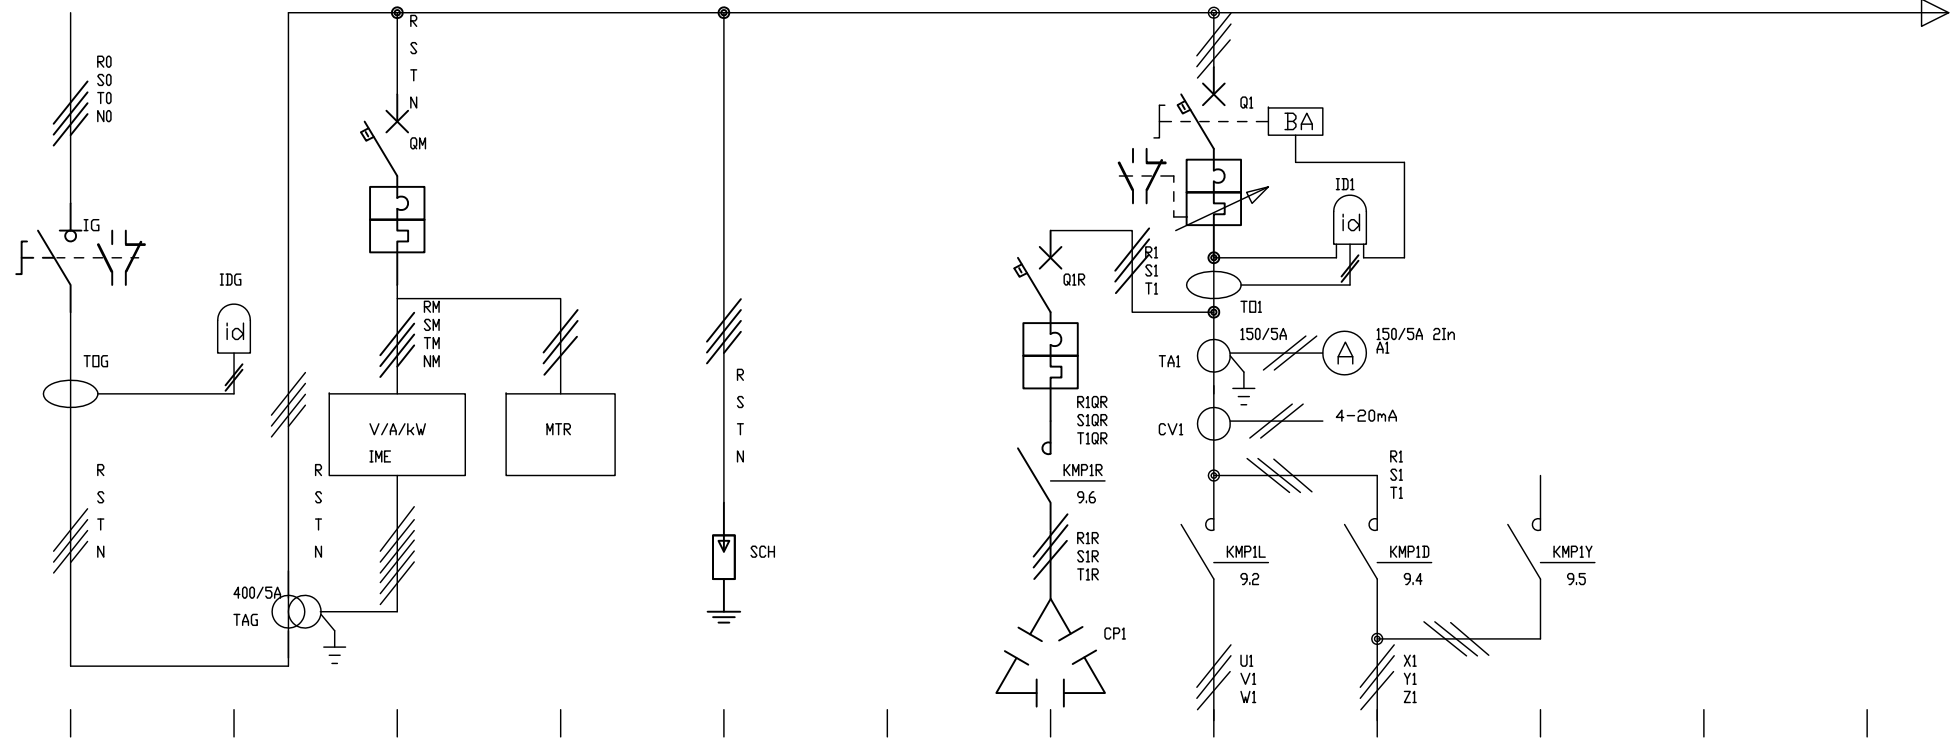 R0
S0
T0
N0
IG
IDG
id
TOG
R
S
T
N
R
S
T
N
400/5A
TAG
R
S
T
N
QM
RM
SM
TM
NM
V/A/kW
IME
MTR
R
S
T
N
SCH
Q1
BA
ID1
id
R1
S1
T1
Q1R
TO1
150/5A
150/5A 2In
A
A1
TA1
CV1
4-20mA
R1QR
S1QR
T1QR
KMP1R
9.6
R1R
S1R
T1R
CP1
R1
S1
T1
KMP1L
9.2
KMP1D
9.4
KMP1Y
9.5
U1
V1
W1
X1
Y1
Z1